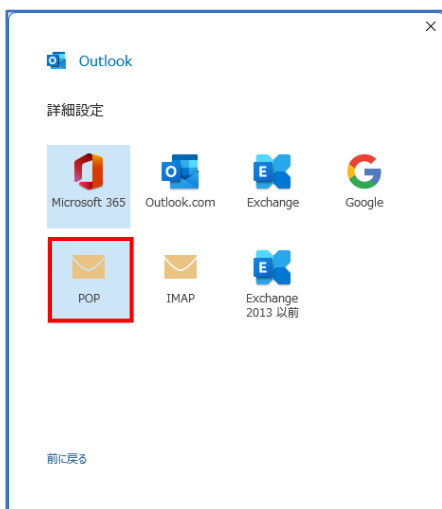 Outlook
詳細設定
Microsoft 365
Outlook.com
Exchange
Google
POP
IMAP
Exchange
2013 以前
前に戻る